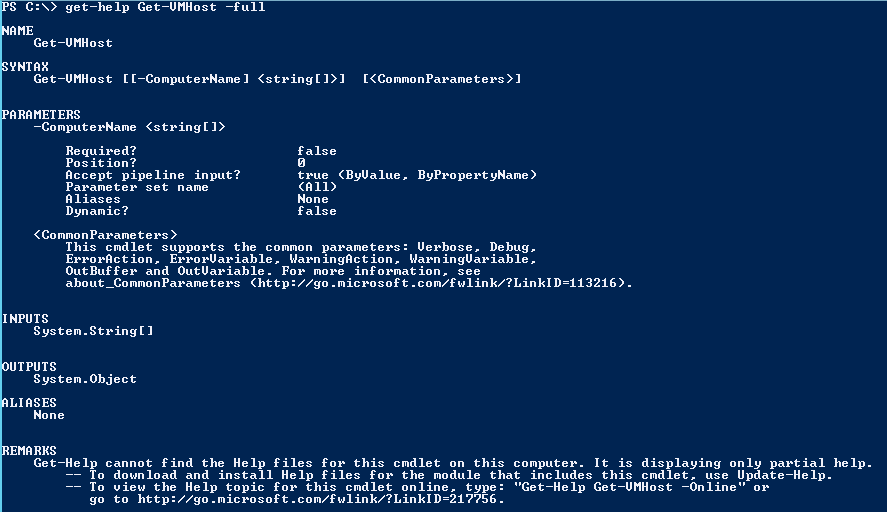 PS C:\> get-help Get-VMHost -full
NAME
Get-VMHost
SYNTAX
Get-VMHost [[-ComputerName] <string[]>] [<CommonParameters>]
PARAMETERS
-ComputerName <string[]>
Required? false
Position? 0
Accept pipeline input? true (ByValue, ByPropertyName)
Parameter set name (All)
Aliases None
Dynamic? false
<CommonParameters>
This cmdlet supports the common parameters: Verbose, Debug,
ErrorAction, ErrorVariable, WarningAction, WarningVariable,
OutBuffer and OutVariable. For more information, see
about_CommonParameters (http://go.microsoft.com/fwlink/?LinkID=113216).
INPUTS
System.String[]
OUTPUTS
System.Object
ALIASES
None
REMARKS
Get-Help cannot find the Help files for this cmdlet on this computer. It is displaying only partial help.
-- To download and install Help files for the module that includes this cmdlet, use Update-Help.
-- To view the Help topic for this cmdlet online, type: "Get-Help Get-VMHost -Online" or
go to http://go.microsoft.com/fwlink/?LinkID=217756.